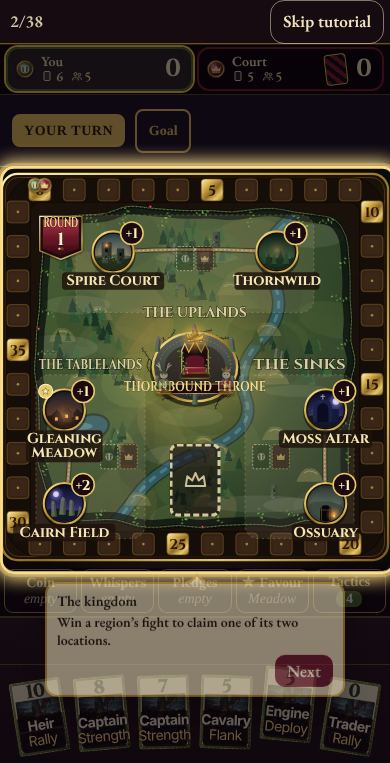 2/38
Skip tutorial
You
6 5
0
Court
5 5
0
YOUR TURN
Goal
5
10
ROUND
1
+1
SPIRE COURT
+1
THORNWILD
THE UPLANDS
35
THE TABLELANDS
THE SINKS
THORNBOUND THRONE
15
+1
GLEANING
MEADOW
+1
MOSS ALTAR
+2
CAIRN FIELD
+1
OSSUARY
30
25
20
Coin
empty
Whispers
empty
Pledges
empty
Favour
Meadow
Tactics
4
The kingdom
Win a region's fight to claim one of its two
locations.
Next
10
Heir
Rally
8
Captain
Strength
7
Captain
Strength
5
Cavalry
Flank
Engine
Deploy
0
Trader
Rally